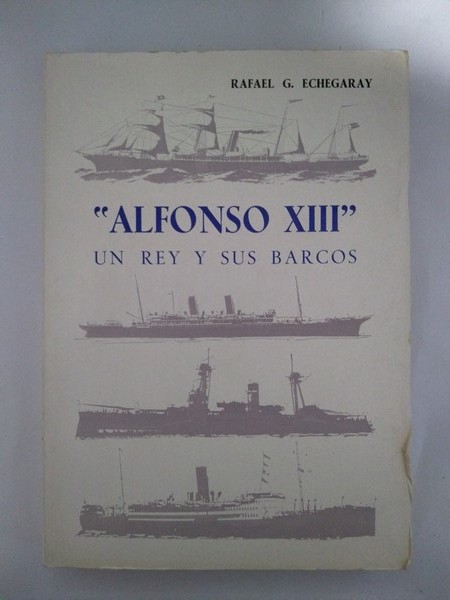 RAFAEL G. ECHEGARAY
"ALFONSO XIII"
UN REY Y SUS BARCOS